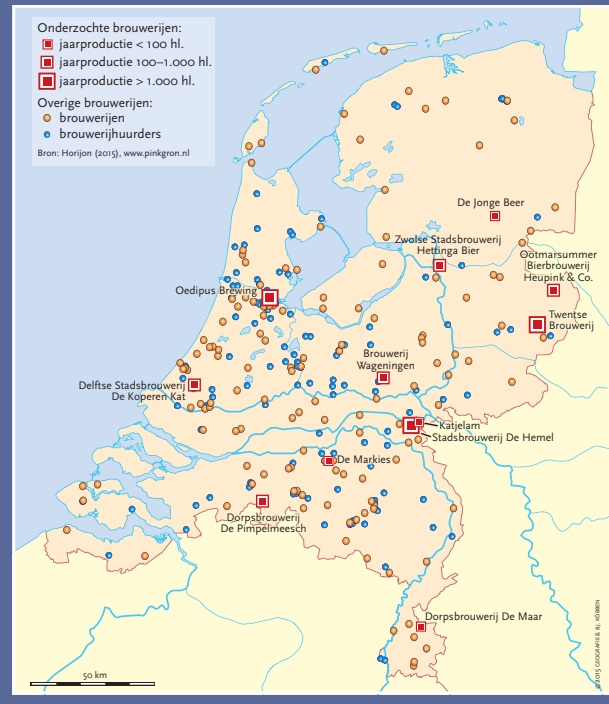 Onderzochte brouwerijen:
jaarproductie < 100 hl.
jaarproductie 100–1.000 hl.
jaarproductie > 1.000 hl.
Overige brouwerijen:
brouwerijen
brouwerijhuurders
Bron: Horijon (2015), www.pinkgron.nl
De Jonge Beer
Zwolse Stadsbrouwerij
Hettinga Bier
Ootmarsummer
Bierbrouwerij
Heupink & Co.
Oedipus Brewing
Twentse
Brouwerij
Brouwerij
Wageningen
Delftse Stadsbrouwerij
De Koperen Kat
Katjelam
Stadsbrouwerij De Hemel
De Markies
Dorpsbrouwerij
De Pimpelmeesch
Dorpsbrouwerij De Maar
50 km
©2015 GEOGRAFIE & B.J. KÖBBEN